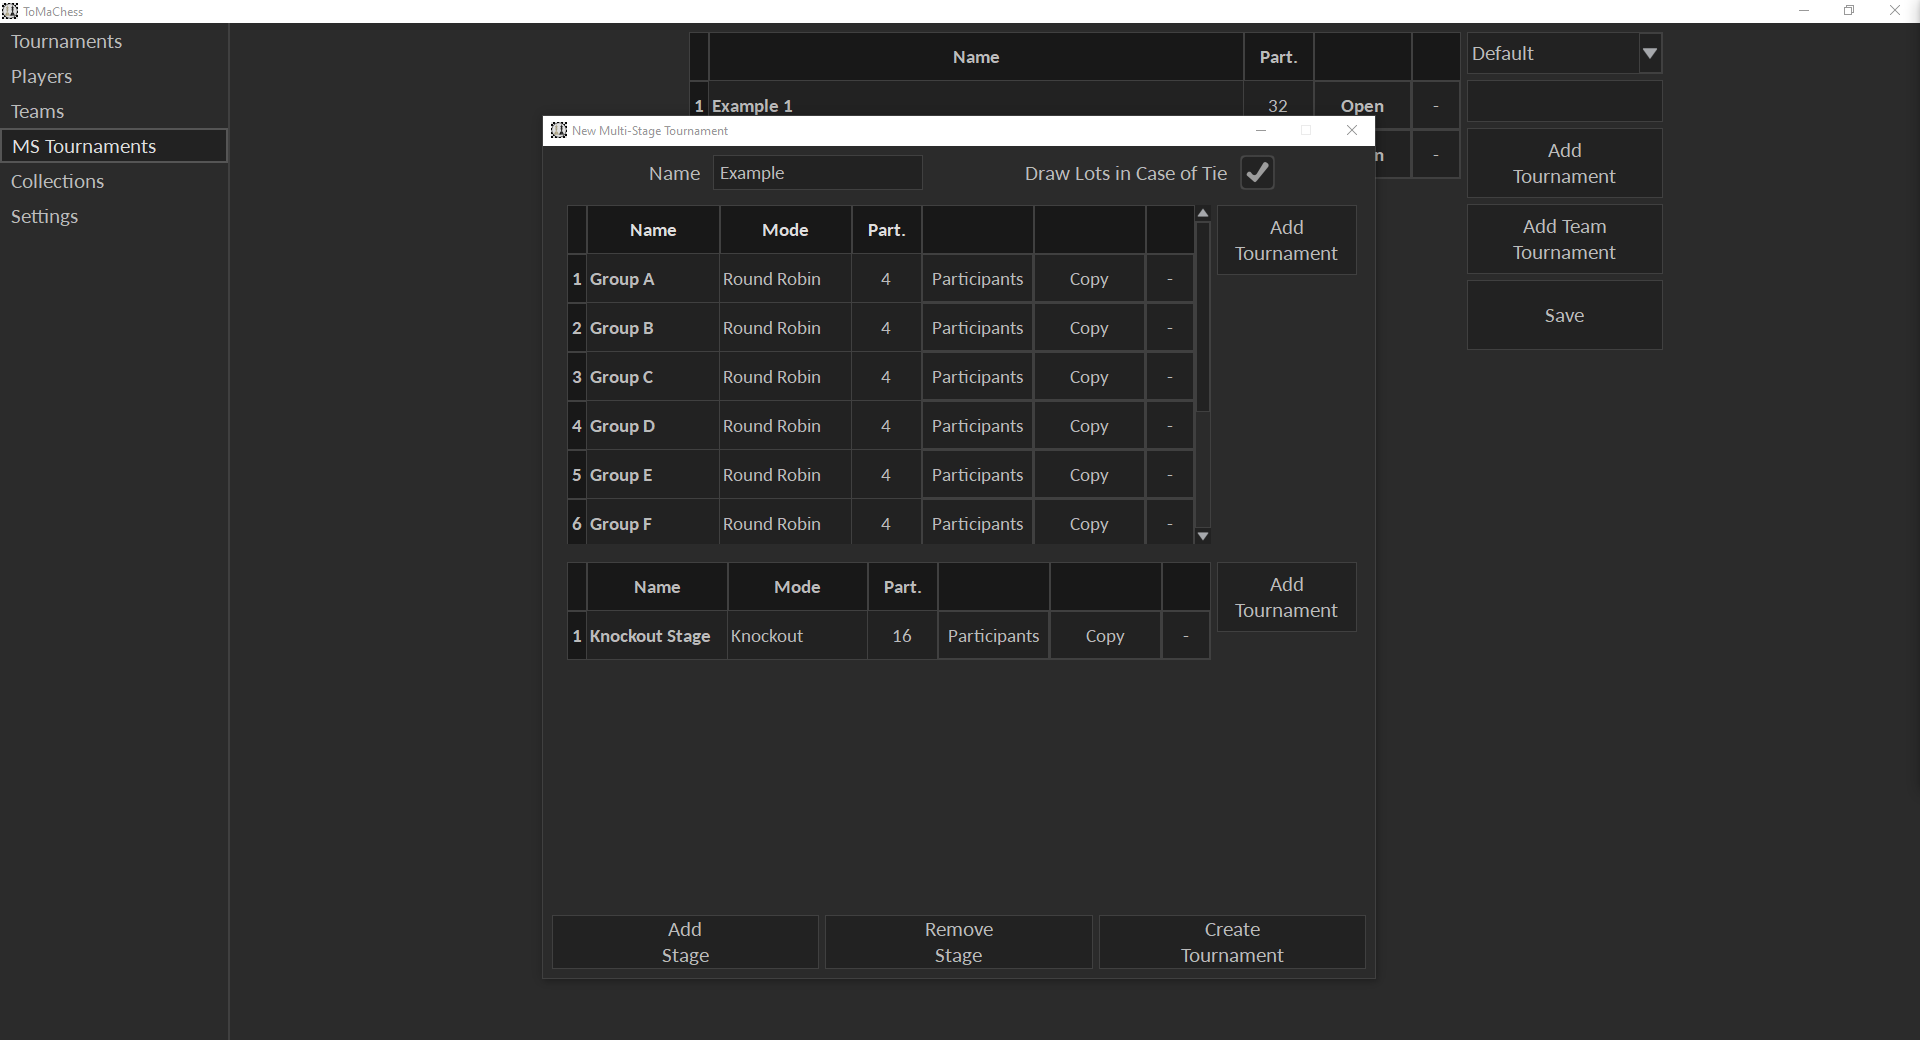 ToMaChess
Tournaments
Players
Teams
MS Tournaments
Collections
Settings
Name Part.
1 Example 1 32 Open -
n -
Default
Add
Tournament
Add Team
Tournament
Save
New Multi-Stage Tournament
Name Example Draw Lots in Case of Tie
Name Mode Part.
1 Group A Round Robin 4 Participants Copy -
2 Group B Round Robin 4 Participants Copy -
3 Group C Round Robin 4 Participants Copy -
4 Group D Round Robin 4 Participants Copy -
5 Group E Round Robin 4 Participants Copy -
6 Group F Round Robin 4 Participants Copy -
Add
Tournament
Name Mode Part.
1 Knockout Stage Knockout 16 Participants Copy -
Add
Tournament
Add
Stage
Remove
Stage
Create
Tournament